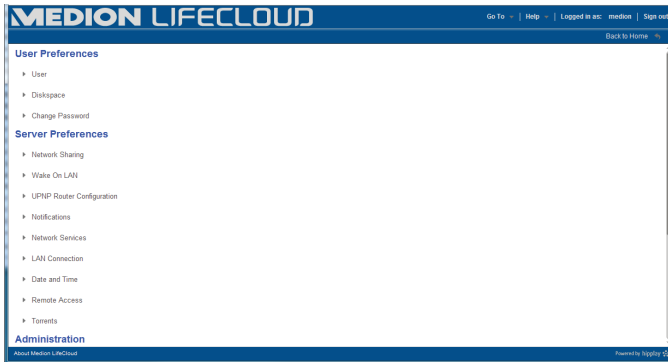 MEDION LIFECLOUD
Go To | Help | Logged in as: medion | Sign out
Back to Home
User Preferences
User
Diskspace
Change Password
Server Preferences
Network Sharing
Wake On LAN
UPNP Router Configuration
Notifications
Network Services
LAN Connection
Date and Time
Remote Access
Torrents
Administration
About Medion LifeCloud
Powered by hipplay